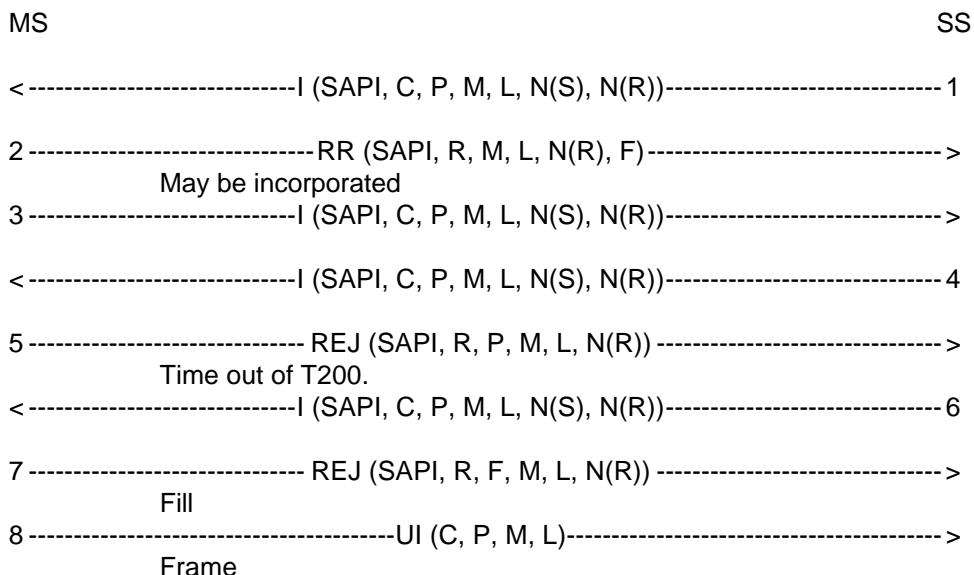 MS SS
< ------------------------------I (SAPI, C, P, M, L, N(S), N(R))------------------------------- 1
2 --------------------------------RR (SAPI, R, M, L, N(R), F)--------------------------------- >
May be incorporated
3 ------------------------------I (SAPI, C, P, M, L, N(S), N(R))------------------------------- >
< ------------------------------I (SAPI, C, P, M, L, N(S), N(R))------------------------------- 4
5 ------------------------------- REJ (SAPI, R, P, M, L, N(R)) -------------------------------- >
Time out of T200.
< ------------------------------I (SAPI, C, P, M, L, N(S), N(R))------------------------------- 6
7 ------------------------------- REJ (SAPI, R, F, M, L, N(R)) -------------------------------- >
Fill
8 -----------------------------------------UI (C, P, M, L)------------------------------------------ >
Frame